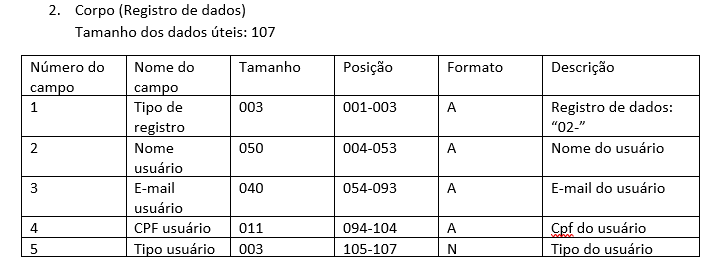 2. Corpo (Registro de dados)
Tamanho dos dados úteis: 107
Número do campo Nome do campo Tamanho Posição Formato Descrição
1 Tipo de registro 003 001-003 A Registro de dados: “02-”
2 Nome usuário 050 004-053 A Nome do usuário
3 E-mail usuário 040 054-093 A E-mail do usuário
4 CPF usuário 011 094-104 A Cpf do usuário
5 Tipo usuário 003 105-107 N Tipo do usuário